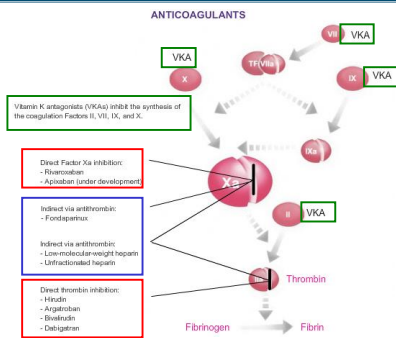 ANTICOAGULANTS
VII
VKA
VKA
TF
VIIa
X
IX
VKA
Vitamin K antagonists (VKAs) inhibit the synthesis of
the coagulation Factors II, VII, IX, and X.
IXa
Direct Factor Xa inhibition:
- Rivaroxaban
- Apixaban (under development)
Xa
Indirect via antithrombin:
- Fondaparinux
II
VKA
Indirect via antithrombin:
- Low-molecular-weight heparin
- Unfractionated heparin
Thrombin
Direct thrombin inhibition:
- Hirudin
- Argatroban
- Bivalirudin
- Dabigatran
Fibrinogen
Fibrin